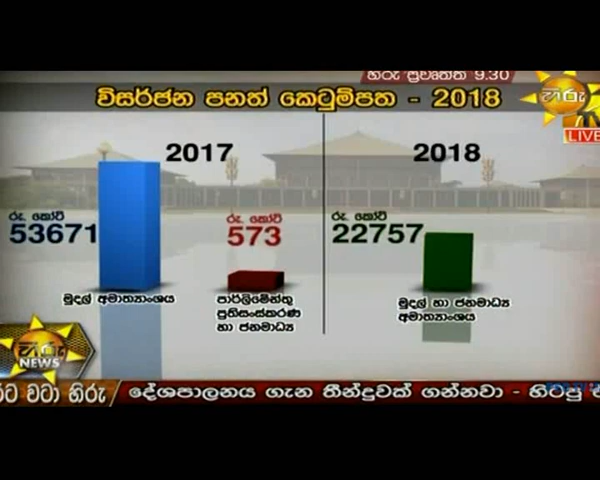 හිරු ප්‍රවෘත්ති 9.30
විසර්ජන පනත් කෙටුම්පත - 2018
හිරු
LIVE
2017
2018
රු. කෝටි
53671
රු. කෝටි
573
රු. කෝටි
22757
මුදල් අමාත්‍යාංශය
පාර්ලිමේන්තු
ප්‍රතිසංස්කරණ
හා ජනමාධ්‍ය
මුදල් හා ජනමාධ්‍ය
අමාත්‍යාංශය
හිරු
NEWS
වටා හිරු
දේශපාලනය ගැන තීන්දුවක් ගන්නවා - හිටපු